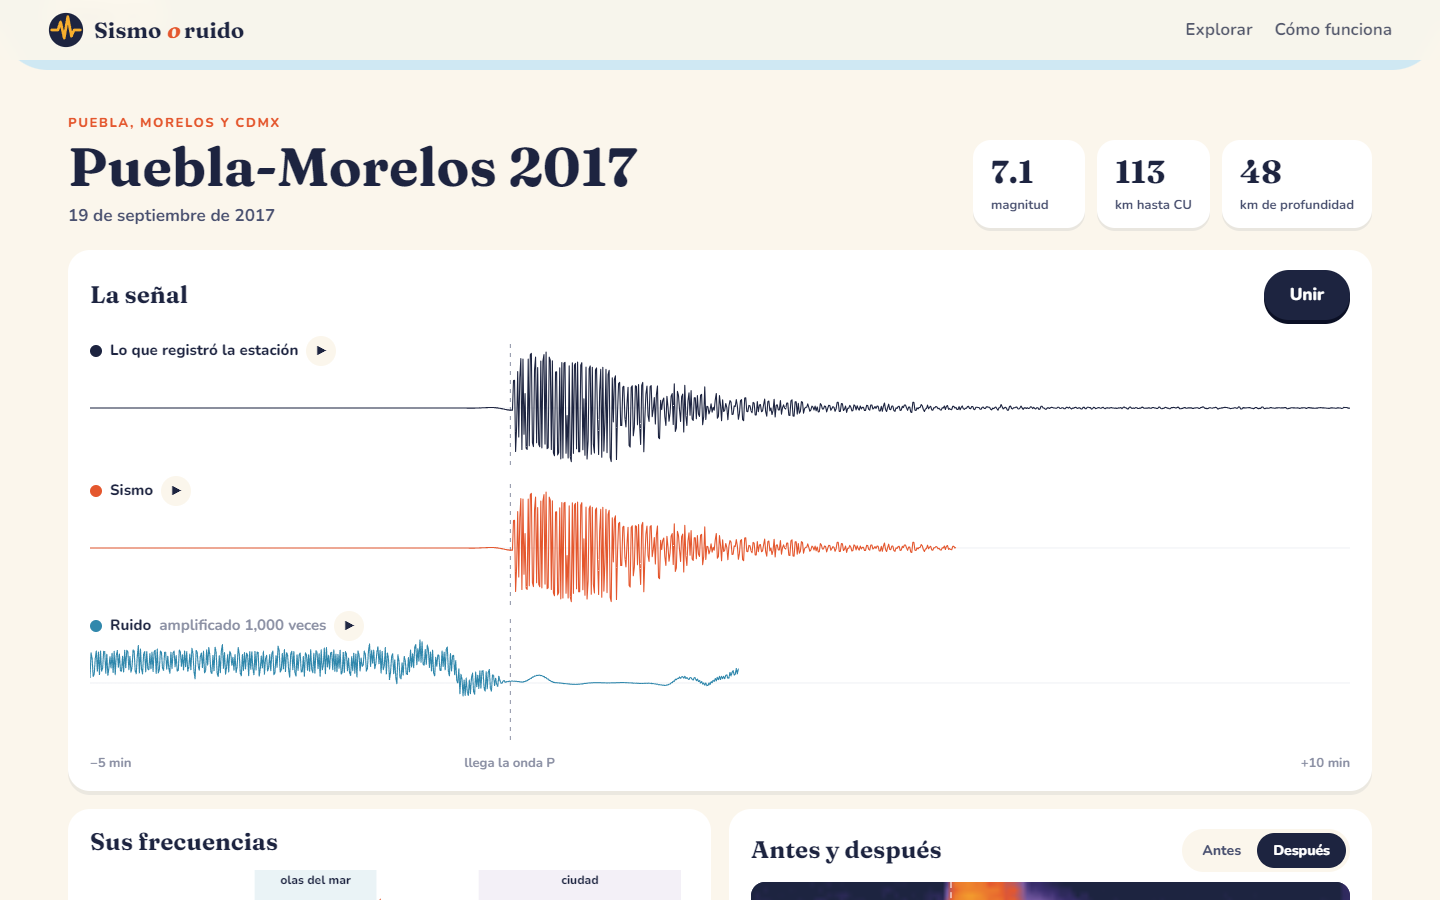 Sismo o ruido
Explorar
Cómo funciona
PUEBLA, MORELOS Y CDMX
Puebla-Morelos 2017
19 de septiembre de 2017
7.1
magnitud
113
km hasta CU
48
km de profundidad
La señal
Unir
Lo que registró la estación
Sismo
Ruido amplificado 1,000 veces
−5 min
llega la onda P
+10 min
Sus frecuencias
olas del mar
ciudad
Antes y después
Antes
Después